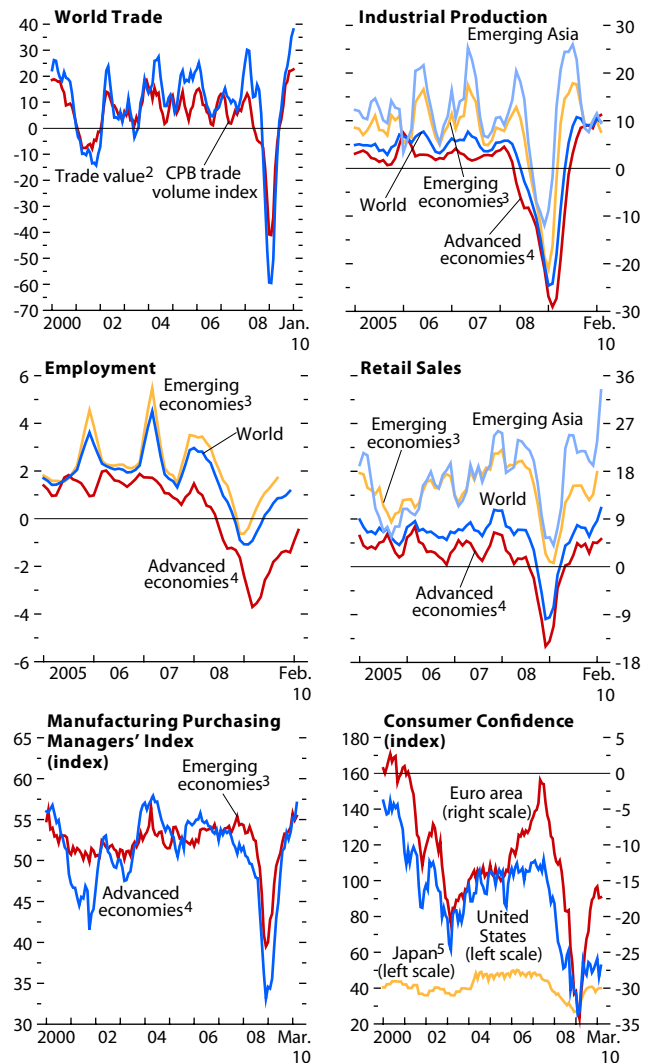 World Trade
40
30
20
10
0
-10
-20
-30
-40
-50
-60
-70
Trade value2
CPB trade
volume index
2000 02 04 06 08 Jan.
10
Industrial Production
30
20
10
0
-10
-20
-30
Emerging Asia
Emerging
economies3
World
Advanced
economies4
2005 06 07 08 Feb.
10
Employment
6
4
2
0
-2
-4
-6
Emerging
economies3
World
Advanced
economies4
2005 06 07 08 Feb.
10
Retail Sales
36
27
18
9
0
-9
-18
Emerging
economies3
Emerging Asia
World
Advanced
economies4
2005 06 07 08 Feb.
10
Manufacturing Purchasing
Managers’ Index
(index)
65
60
55
50
45
40
35
30
Emerging
economies3
Advanced
economies4
2000 02 04 06 08 Mar.
10
Consumer Confidence
(index)
180
160
140
120
100
80
60
40
20
5
0
-5
-10
-15
-20
-25
-30
-35
Euro area
(right scale)
United
States
(left scale)
Japan5
(left scale)
2000 02 04 06 08 Mar.
10